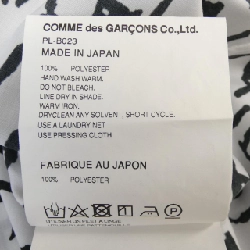 COMME des GARÇONS Co.,Ltd.
PL-B023
MADE IN JAPAN
100% POLYESTER
HAND WASH WARM.
DO NOT BLEACH.
LINE DRY IN SHADE.
WARM IRON.
DRYCLEAN ANY SOLVENT, SHORT CYCLE.
USE A LAUNDRY NET
USE PRESSING CLOTH
FABRIQUE AU JAPON
100% POLYESTER